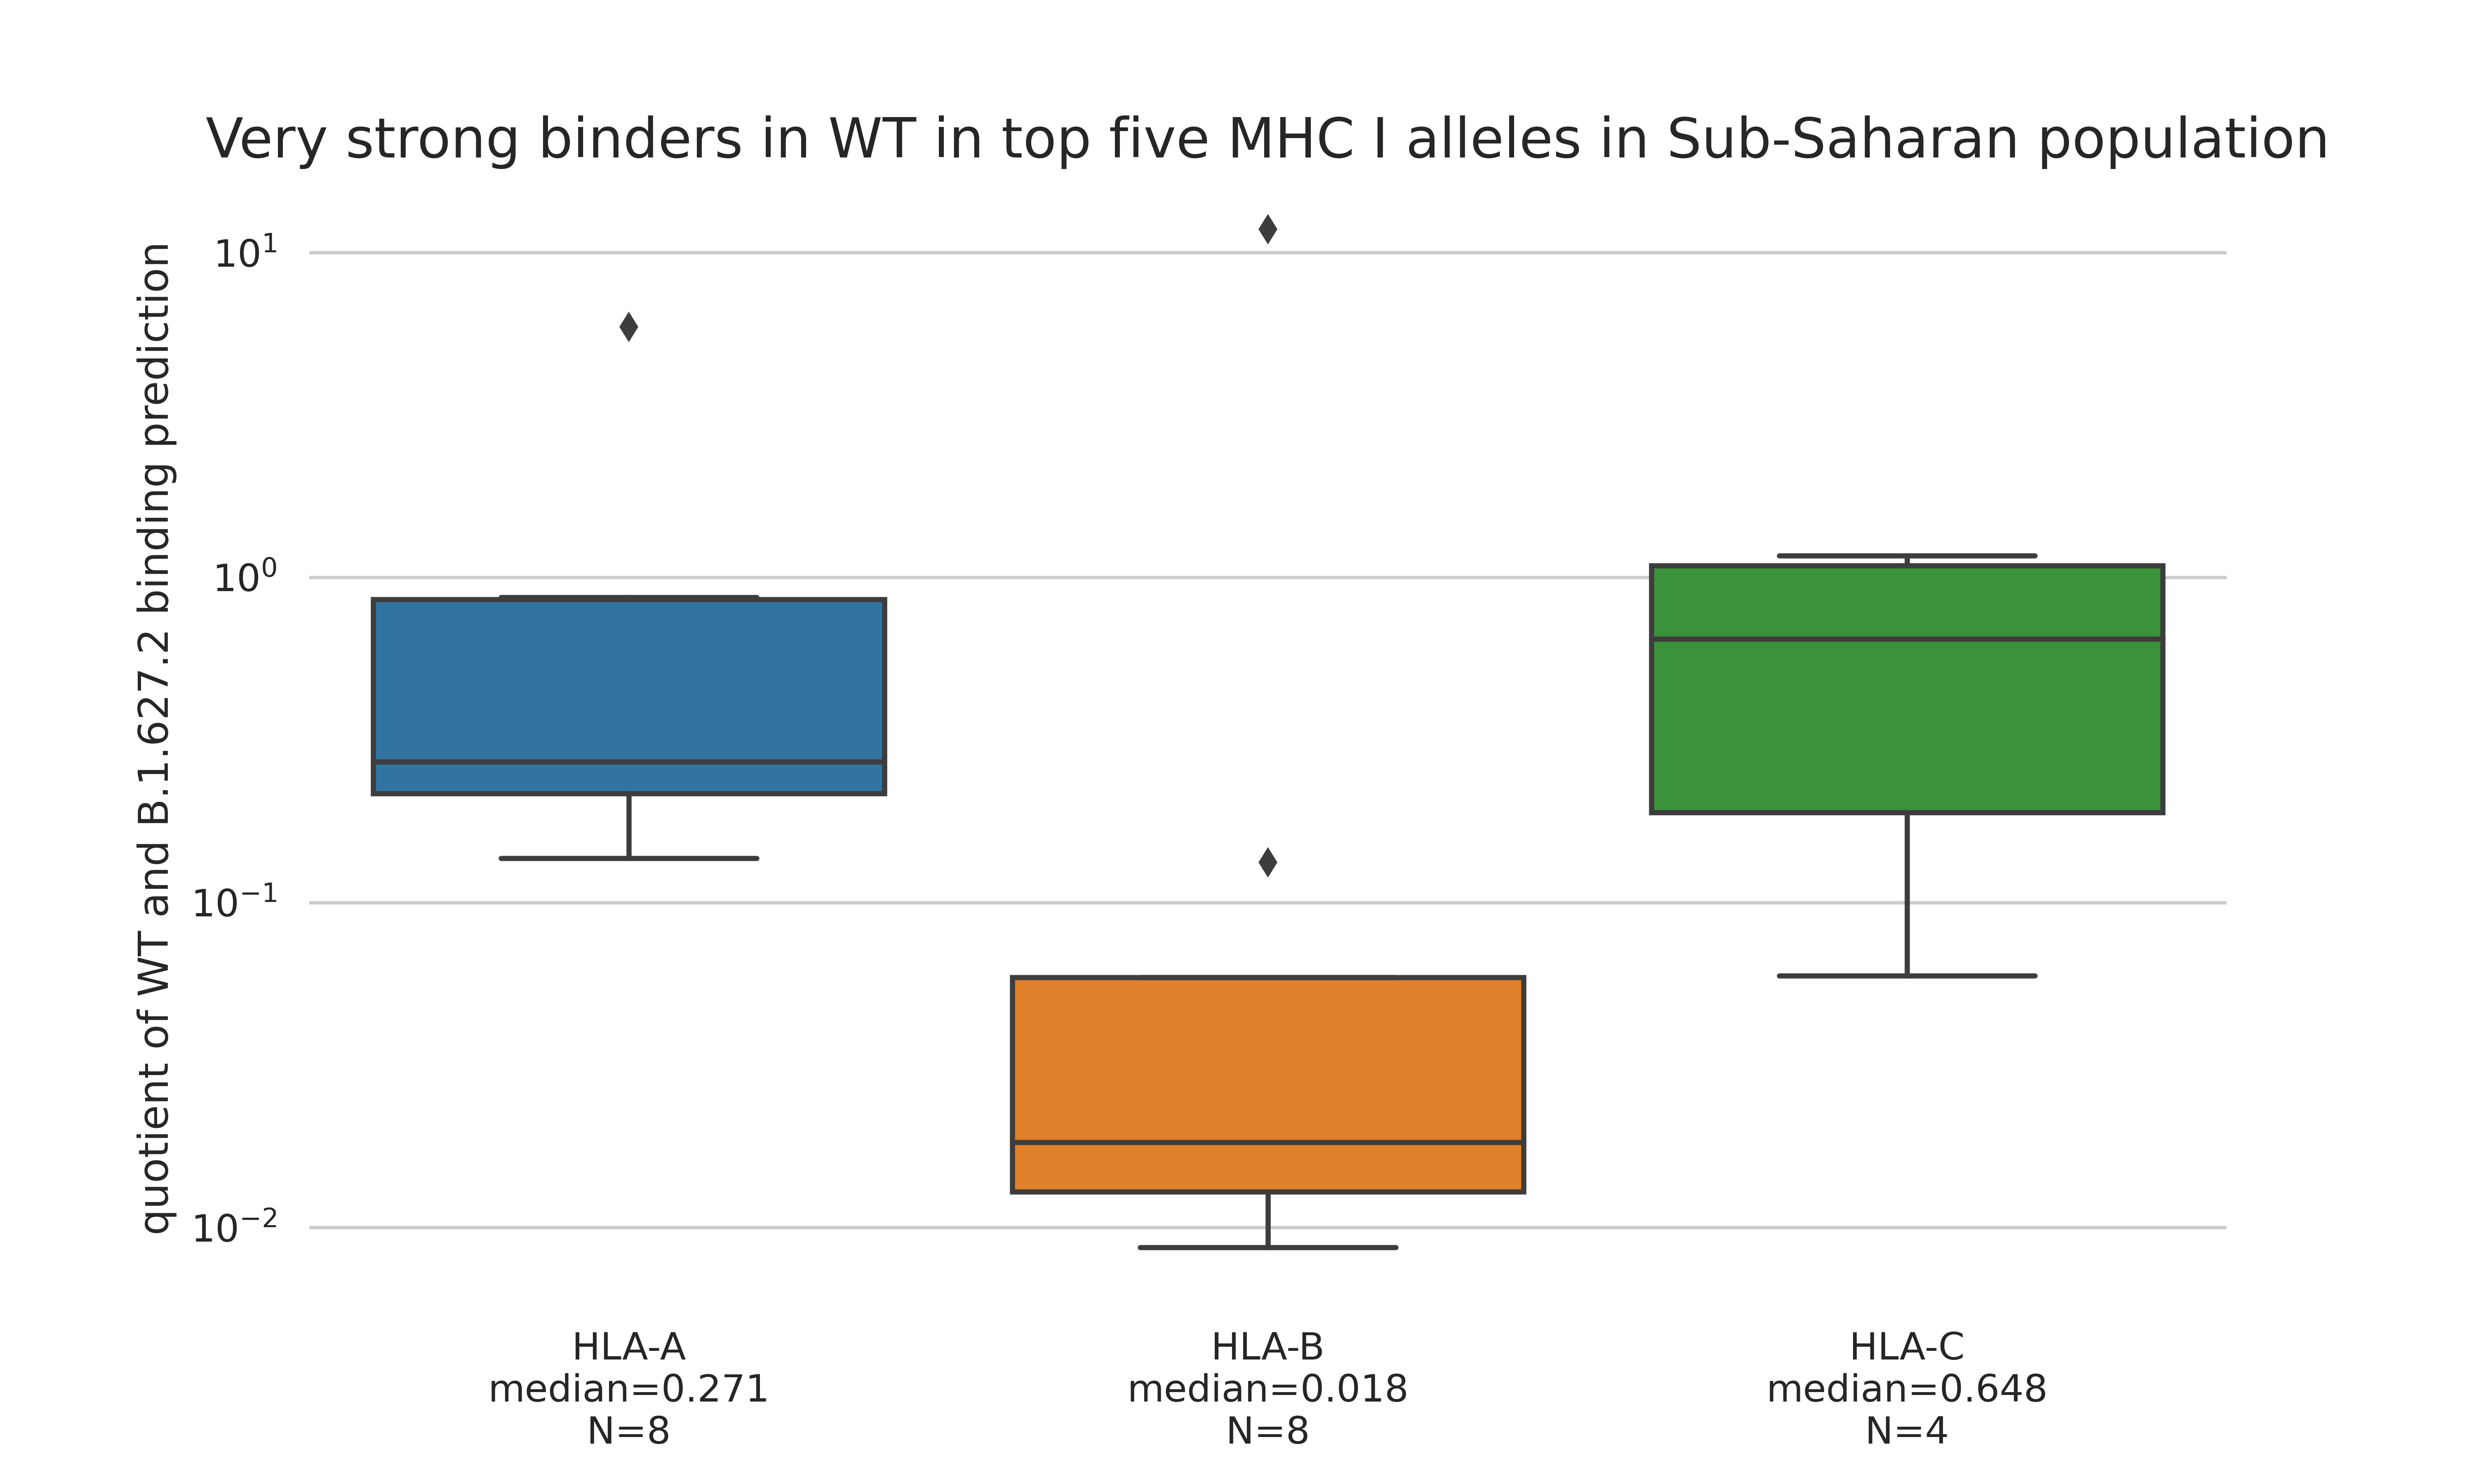 Very strong binders in WT in top five MHC I alleles in Sub-Saharan population
quotient of WT and B.1.627.2 binding prediction
10¹
10⁰
10⁻¹
10⁻²
HLA-A
median=0.271
N=8
HLA-B
median=0.018
N=8
HLA-C
median=0.648
N=4